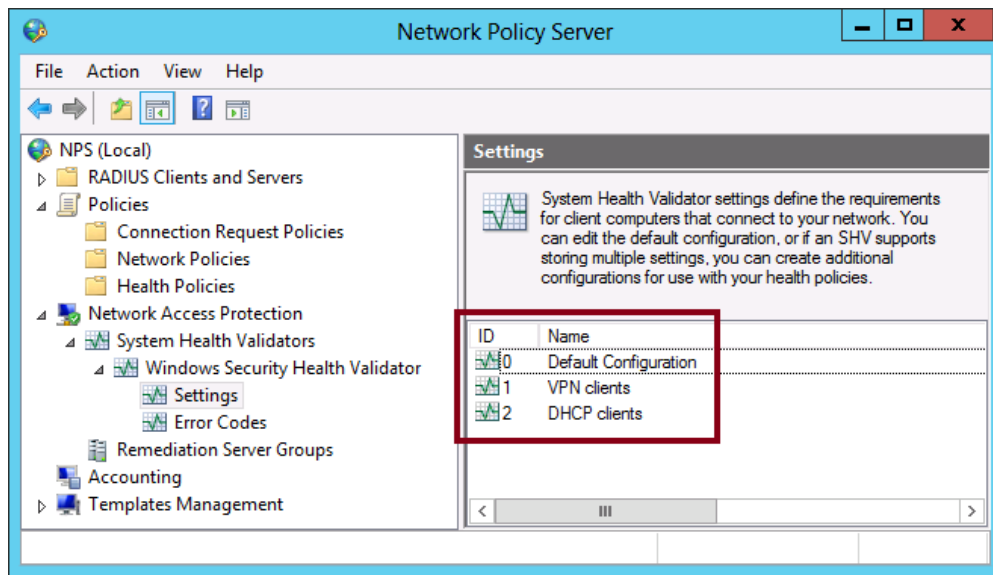 Network Policy Server
File Action View Help
NPS (Local)
RADIUS Clients and Servers
Policies
Connection Request Policies
Network Policies
Health Policies
Network Access Protection
System Health Validators
Windows Security Health Validator
Settings
Error Codes
Remediation Server Groups
Accounting
Templates Management
Settings
System Health Validator settings define the requirements
for client computers that connect to your network. You
can edit the default configuration, or if an SHV supports
storing multiple settings, you can create additional
configurations for use with your health policies.
ID Name
0 Default Configuration
1 VPN clients
2 DHCP clients